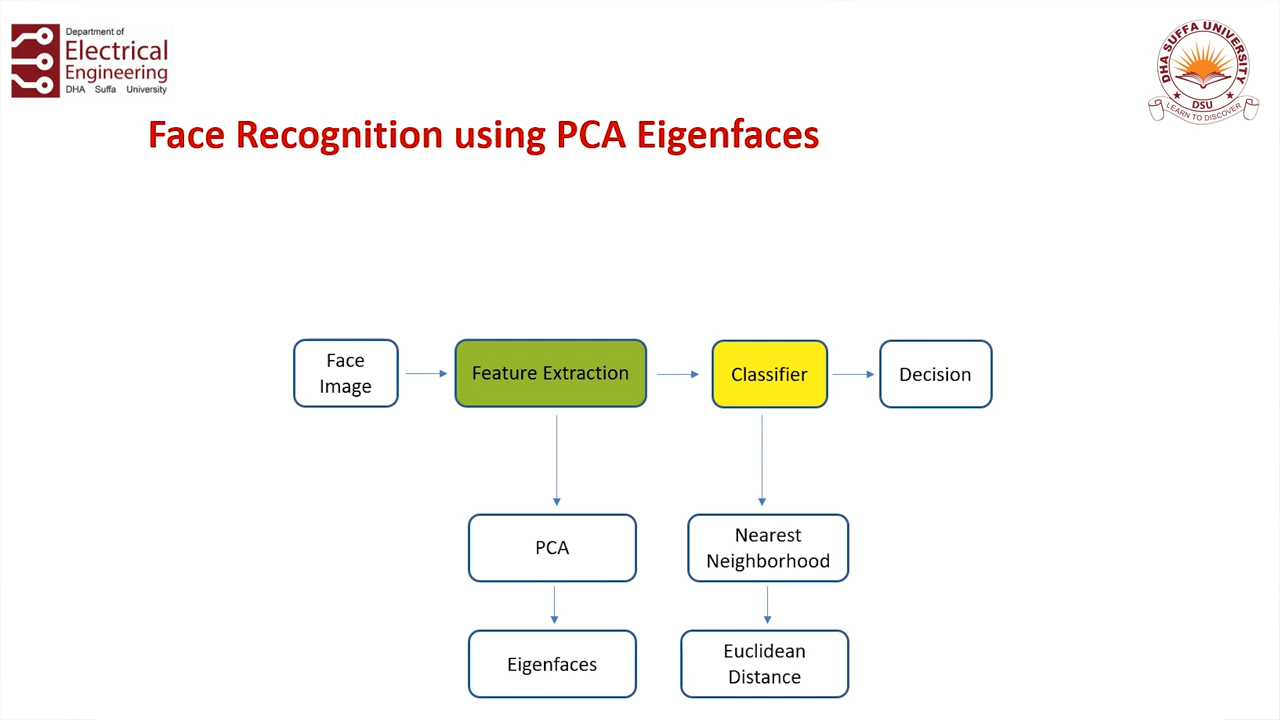 Department of
Electrical
Engineering
DHA Suffa University
DHA SUFFA UNIVERSITY
DSU
LEARN TO DISCOVER
Face Recognition using PCA Eigenfaces
Face
Image
Feature Extraction
Classifier
Decision
PCA
Nearest
Neighborhood
Eigenfaces
Euclidean
Distance